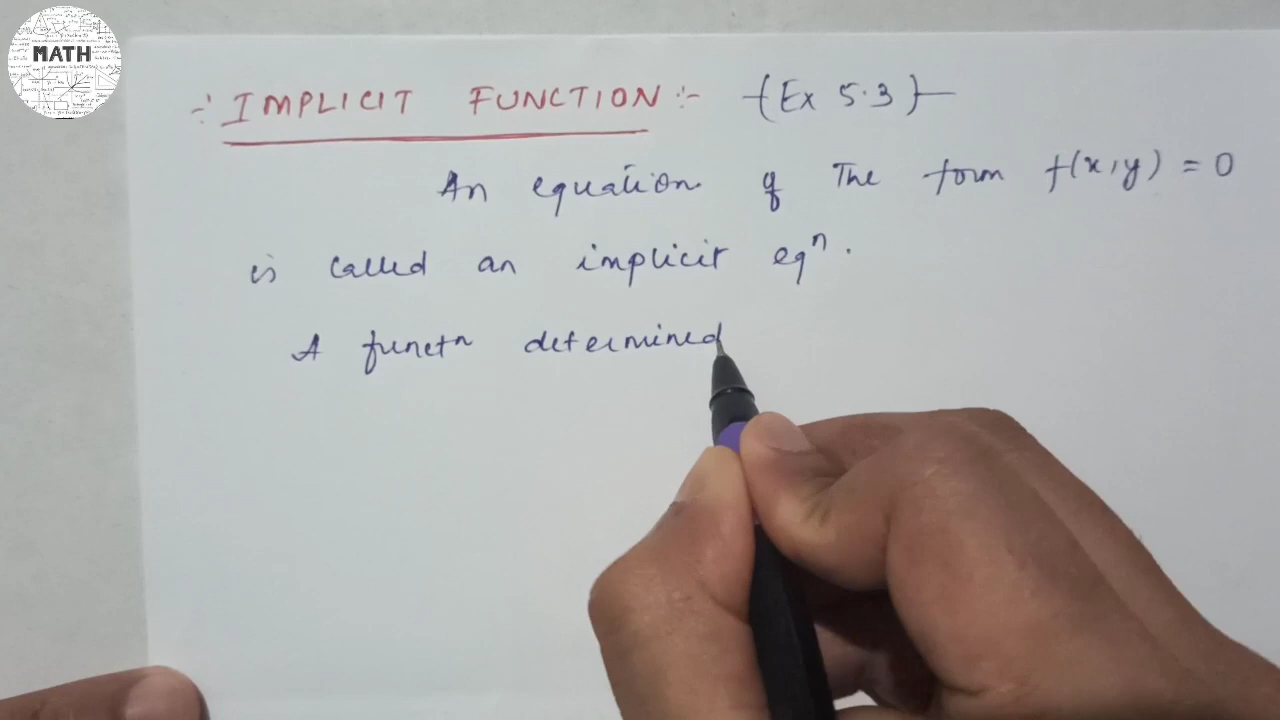 MATH
∴ IMPLICIT FUNCTION :- {Ex 5.3}
An equation of The form f(x,y) = 0
is called an implicit eqⁿ.
A functn determined